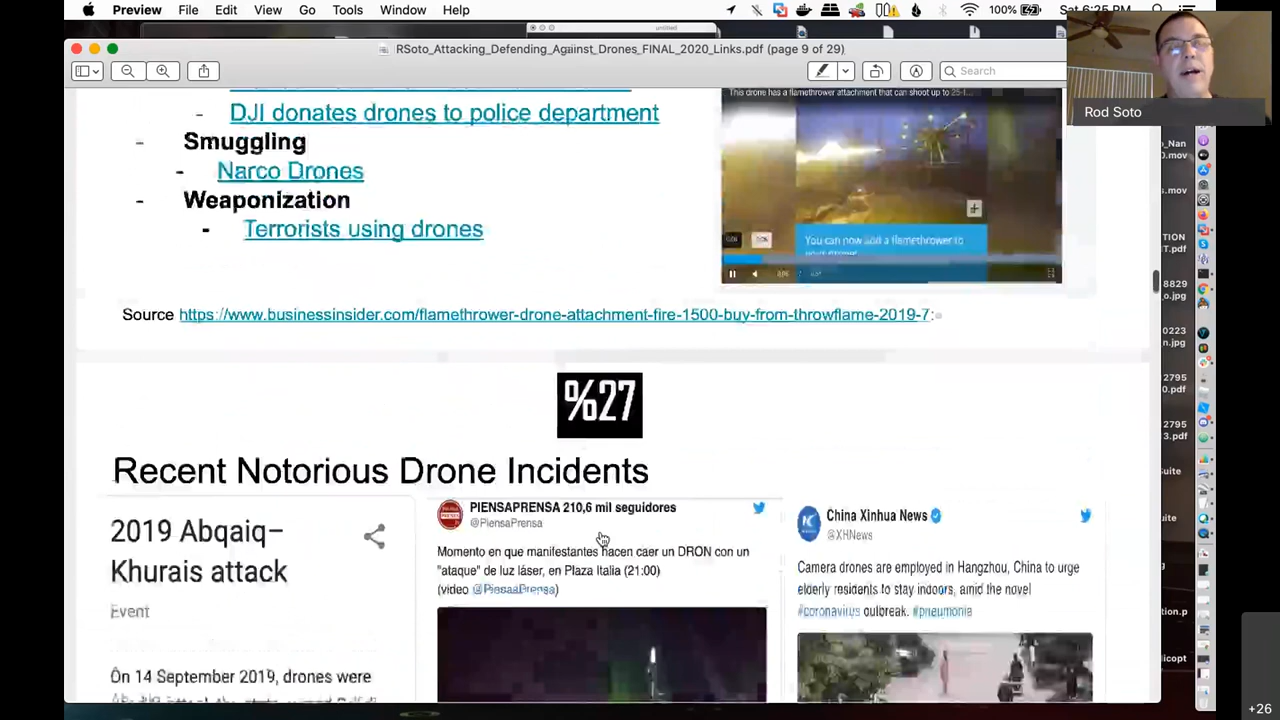 Preview File Edit View Go Tools Window Help
100% Sat 6:25 PM
untitled
RSoto_Attacking_Defending_Against_Drones_FINAL_2020_Links.pdf (page 9 of 29)
Search
Rod Soto
This drone has a flamethrower attachment that can shoot up to 25-f...
- DJI donates drones to police department
- Smuggling
- Narco Drones
- Weaponization
- Terrorists using drones
You can now add a flamethrower to
Source https://www.businessinsider.com/flamethrower-drone-attachment-fire-1500-buy-from-throwflame-2019-7:
%27
Recent Notorious Drone Incidents
2019 Abqaiq–
Khurais attack
Event
On 14 September 2019, drones were
PIENSAPRENSA 210,6 mil seguidores
@PiensaPrensa
Momento en que manifestantes hacen caer un DRON con un
"ataque" de luz láser, en Plaza Italia (21:00)
(video @PiensaPrensa)
China Xinhua News
@XHNews
Camera drones are employed in Hangzhou, China to urge
elderly residents to stay indoors, amid the novel
#coronavirus outbreak. #pneumonia
+26